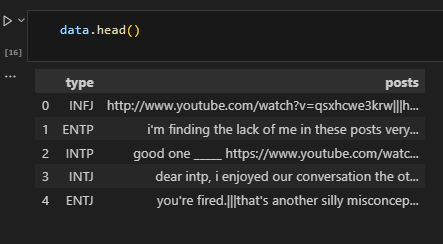 data.head()
[16]
...
type posts
0 INFJ http://www.youtube.com/watch?v=qsxhcwe3krw|||h...
1 ENTP i'm finding the lack of me in these posts very...
2 INTP good one _____ https://www.youtube.com/watc...
3 INTJ dear intp, i enjoyed our conversation the ot...
4 ENTJ you're fired.|||that's another silly misconcep...